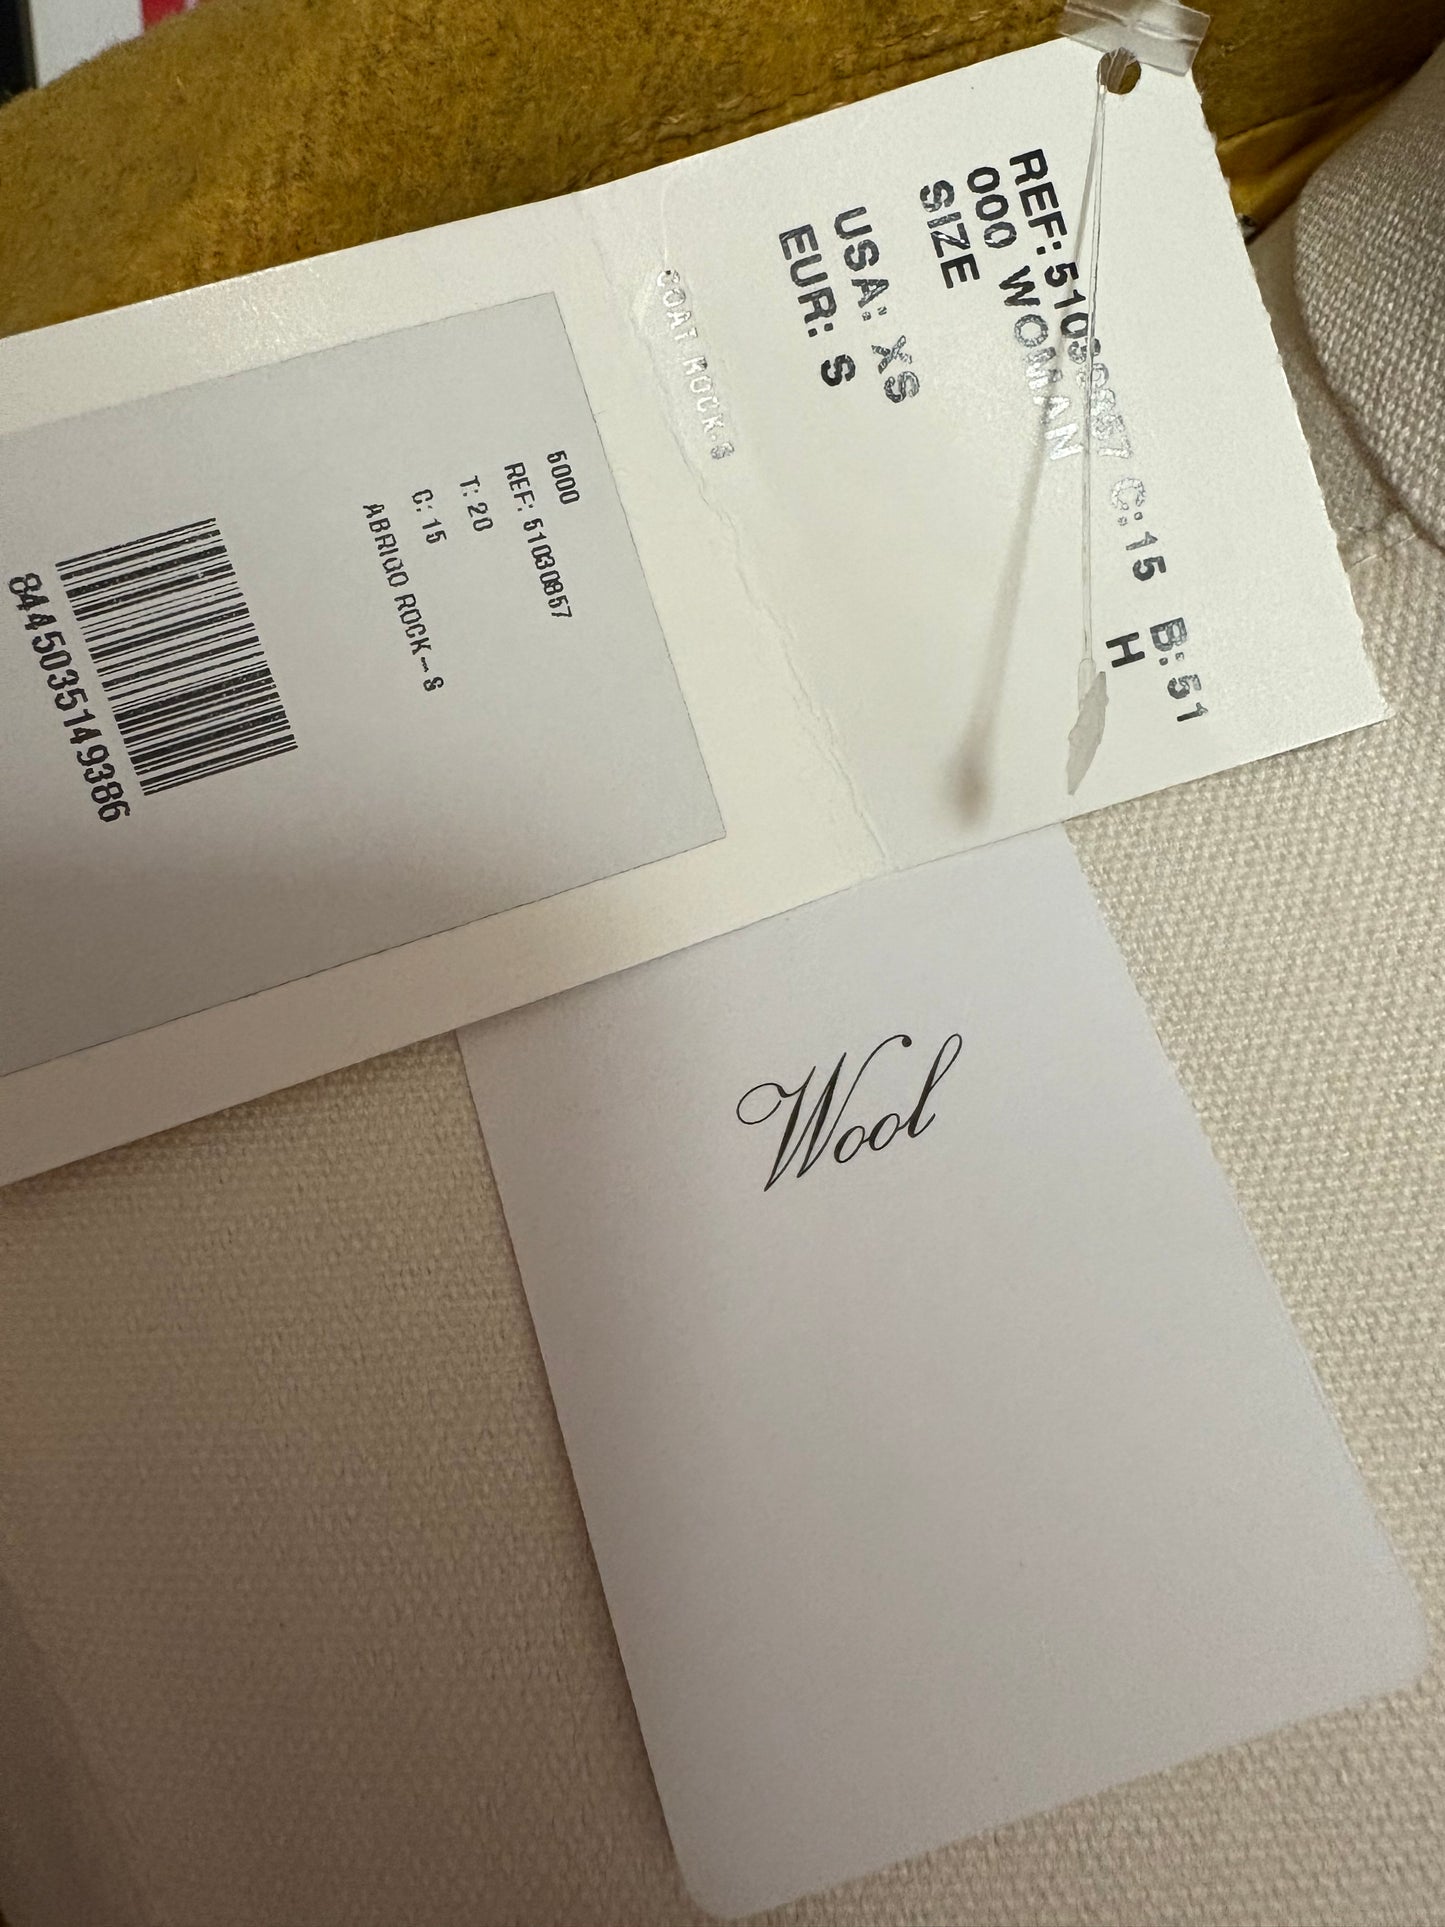 REF: 51030857 C:15 B:51
000 WOMAN H
SIZE
USA: XS
EUR: S
COAT ROCK-S
5000
REF: 51030857
T: 20
C: 15
ABRIGO ROCK-S
8445035149386
Wool